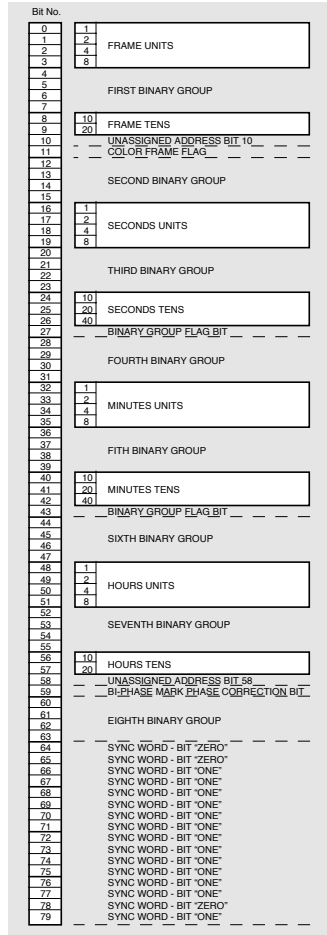 Bit No.
0 1
1 2 FRAME UNITS
2 4
3 8
4
5 FIRST BINARY GROUP
6
7
8 10 FRAME TENS
9 20
10 UNASSIGNED ADDRESS BIT 10
11 COLOR FRAME FLAG
12
13 SECOND BINARY GROUP
14
15
16 1
17 2 SECONDS UNITS
18 4
19 8
20
21 THIRD BINARY GROUP
22
23
24 10
25 20 SECONDS TENS
26 40
27 BINARY GROUP FLAG BIT
28
29 FOURTH BINARY GROUP
30
31
32 1
33 2 MINUTES UNITS
34 4
35 8
36
37 FITH BINARY GROUP
38
39
40 10
41 20 MINUTES TENS
42 40
43 BINARY GROUP FLAG BIT
44
45 SIXTH BINARY GROUP
46
47
48 1
49 2 HOURS UNITS
50 4
51 8
52
53 SEVENTH BINARY GROUP
54
55
56 10 HOURS TENS
57 20
58 UNASSIGNED ADDRESS BIT 58
59 BI-PHASE MARK PHASE CORRECTION BIT
60
61 EIGHTH BINARY GROUP
62
63
64 SYNC WORD - BIT “ZERO”
65 SYNC WORD - BIT “ZERO”
66 SYNC WORD - BIT “ONE”
67 SYNC WORD - BIT “ONE”
68 SYNC WORD - BIT “ONE”
69 SYNC WORD - BIT “ONE”
70 SYNC WORD - BIT “ONE”
71 SYNC WORD - BIT “ONE”
72 SYNC WORD - BIT “ONE”
73 SYNC WORD - BIT “ONE”
74 SYNC WORD - BIT “ONE”
75 SYNC WORD - BIT “ONE”
76 SYNC WORD - BIT “ONE”
77 SYNC WORD - BIT “ONE”
78 SYNC WORD - BIT “ZERO”
79 SYNC WORD - BIT “ONE”